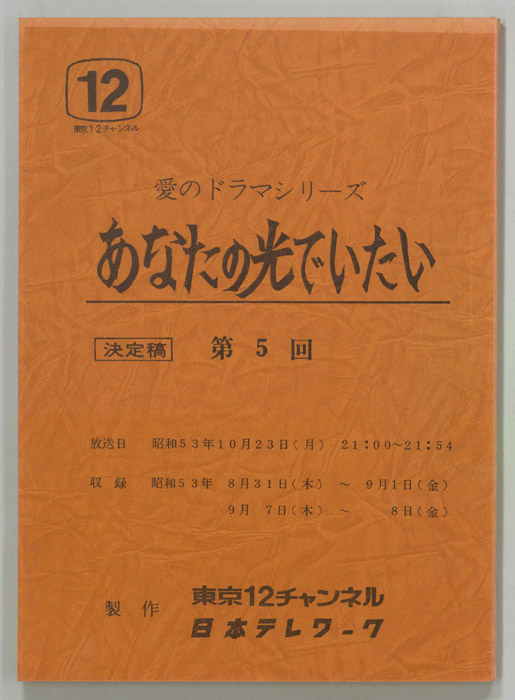 12
東京12チャンネル
愛のドラマシリーズ
あなたの光でいたい
決定稿 第5回
放送日 昭和53年10月23日(月) 21:00~21:54
収録 昭和53年 8月31日(木) ~ 9月1日(金)
9月 7日(木) ~ 8日(金)
製作 東京12チャンネル
日本テレワーク